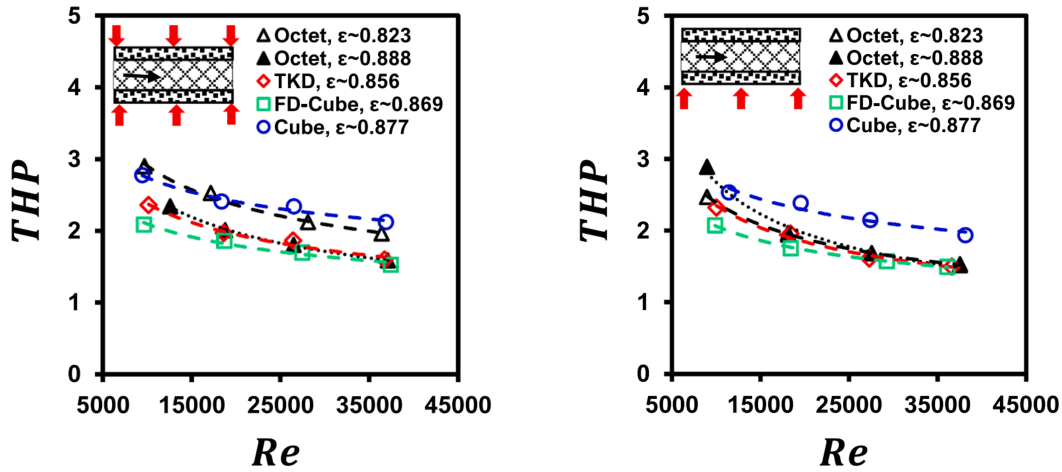 5
4
3
2
1
0
THP
Octet, ε~0.823
Octet, ε~0.888
TKD, ε~0.856
FD-Cube, ε~0.869
Cube, ε~0.877
5000 15000 25000 35000 45000
Re
5
4
3
2
1
0
THP
Octet, ε~0.823
Octet, ε~0.888
TKD, ε~0.856
FD-Cube, ε~0.869
Cube, ε~0.877
5000 15000 25000 35000 45000
Re